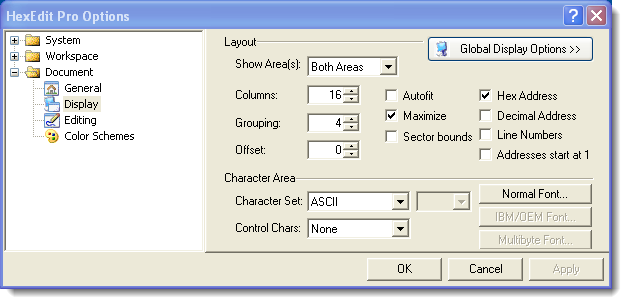 HexEdit Pro Options
System
Workspace
Document
General
Display
Editing
Color Schemes
Layout
Global Display Options >>
Show Area(s): Both Areas
Columns: 16
Autofit
Hex Address
Grouping: 4
Maximize
Decimal Address
Offset: 0
Sector bounds
Line Numbers
Addresses start at 1
Character Area
Character Set: ASCII
Normal Font...
IBM/OEM Font...
Control Chars: None
Multibyte Font...
OK
Cancel
Apply